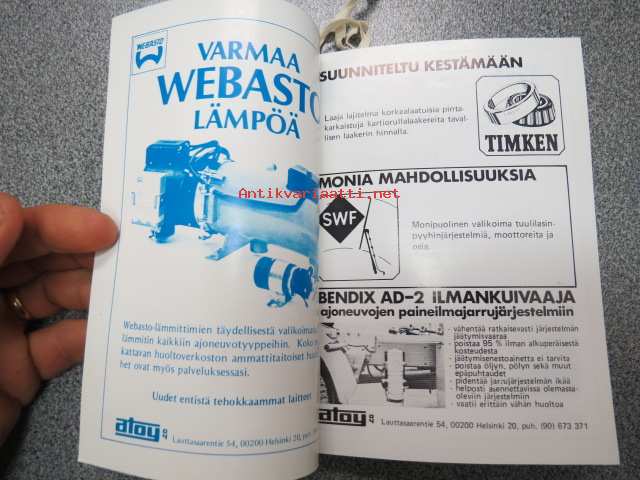 WEBASTO
VARMAA
WEBASTO
LÄMPÖÄ
Webasto-lämmittimien täydellisestä valikoimasta
lämmitin kaikkiin ajoneuvotyyppeihin. Koko
kattavan huoltoverkoston ammattitaitoiset
het ovat myös palveluksessasi.
Uudet entistä tehokkaammat laitteet
atoy
Lauttasaarentie 54, 00200 Helsinki 20, puh.
SUUNNITELTU KESTÄMÄÄN
Laaja lajitelma korkealaatuisia pinta-
karkaistuja kartiorullalaakereita taval-
lisen laakerin hinnalla.
TIMKEN
MONIA MAHDOLLISUUKSIA
SWF
Monipuolinen valikoima tuulilasin-
pyyhinjärjestelmiä, moottoreita ja
osia.
BENDIX AD-2 ILMANKUIVAAJA
ajoneuvojen paineilmajarrujärjestelmiin
- vähentää ratkaisevasti järjestelmän
jäätymisvaaraa
- poistaa 95 % ilman alkuperäisestä
kosteudesta
- jäätymisenestoainetta ei tarvita
- poistaa öljyn, pölyn sekä muut
epäpuhtaudet
- pidentää jarrujärjestelmän ikää
- helposti asennettavissa olemassa-
oleviin järjestelmiin
- vaatii erittäin vähän huoltoa
atoy
Lauttasaarentie 54, 00200 Helsinki 20, puh. (90) 673 371
Antikvariaatti.net